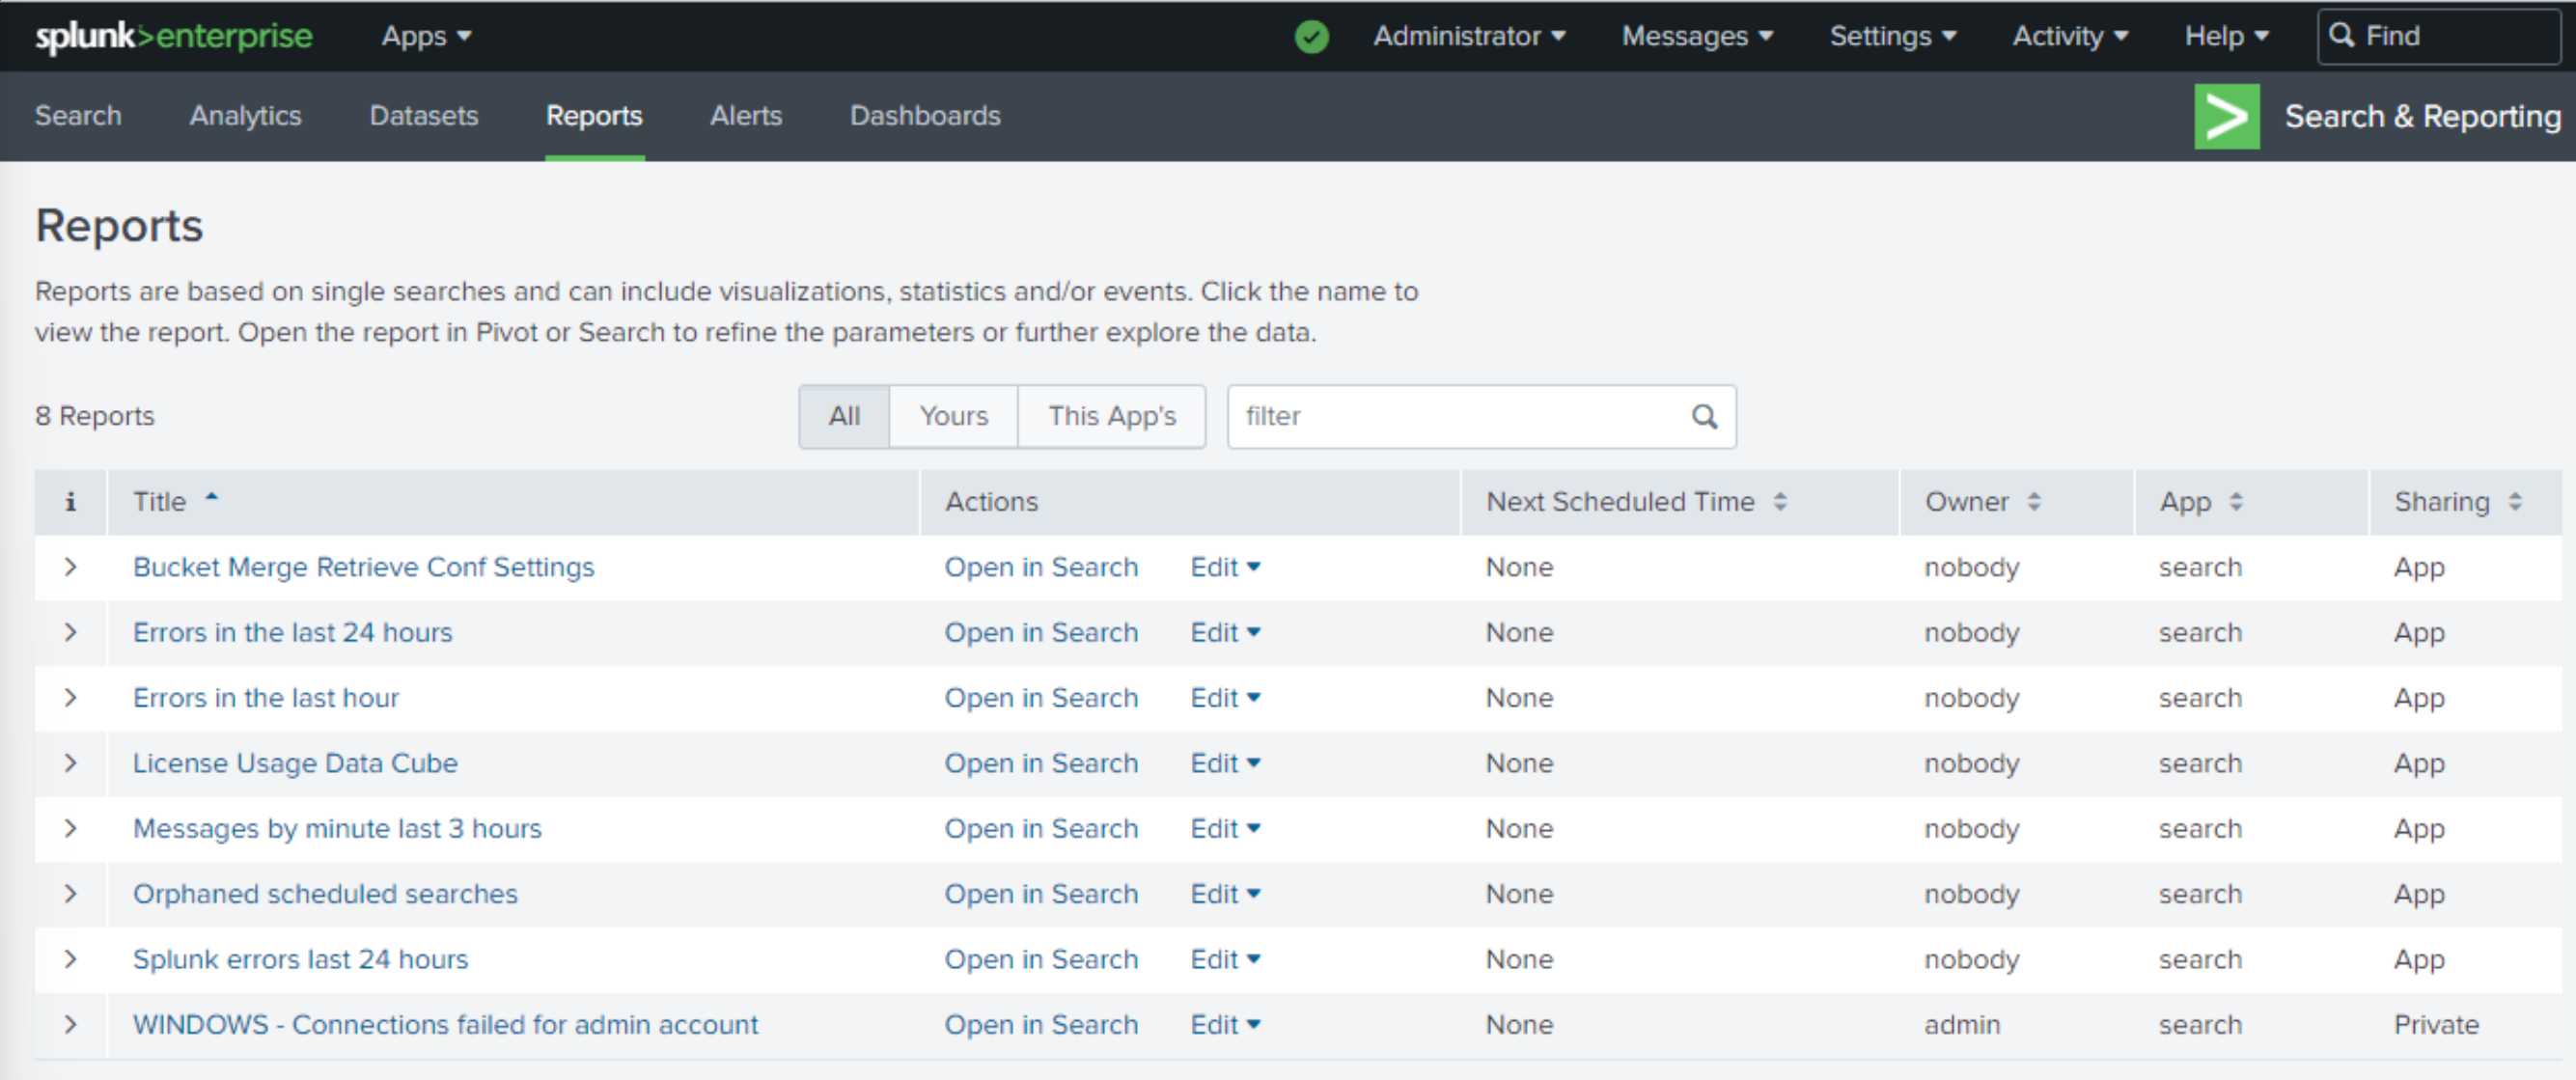 splunk>enterprise Apps Administrator Messages Settings Activity Help Find
Search Analytics Datasets Reports Alerts Dashboards > Search & Reporting
Reports
Reports are based on single searches and can include visualizations, statistics and/or events. Click the name to
view the report. Open the report in Pivot or Search to refine the parameters or further explore the data.
8 Reports All Yours This App's filter
i Title Actions Next Scheduled Time Owner App Sharing
Bucket Merge Retrieve Conf Settings Open in Search Edit None nobody search App
Errors in the last 24 hours Open in Search Edit None nobody search App
Errors in the last hour Open in Search Edit None nobody search App
License Usage Data Cube Open in Search Edit None nobody search App
Messages by minute last 3 hours Open in Search Edit None nobody search App
Orphaned scheduled searches Open in Search Edit None nobody search App
Splunk errors last 24 hours Open in Search Edit None nobody search App
WINDOWS - Connections failed for admin account Open in Search Edit None admin search Private